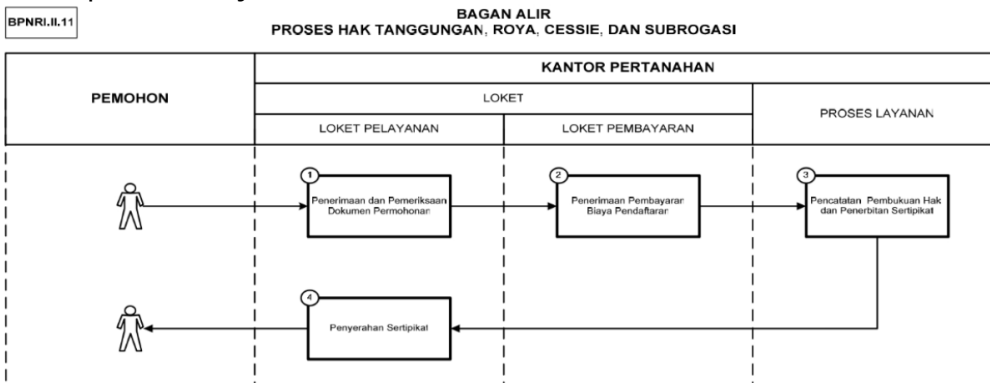 BPNRI.II.11
BAGAN ALIR
PROSES HAK TANGGUNGAN, ROYA, CESSIE, DAN SUBROGASI
PEMOHON
KANTOR PERTANAHAN
LOKET
PROSES LAYANAN
LOKET PELAYANAN
LOKET PEMBAYARAN
1
Penerimaan dan Pemeriksaan
Dokumen Permohonan
2
Penerimaan Pembayaran
Biaya Pendaftaran
3
Pencatatan Pembukuan Hak
dan Penerbitan Sertipikat
4
Penyerahan Sertipikat